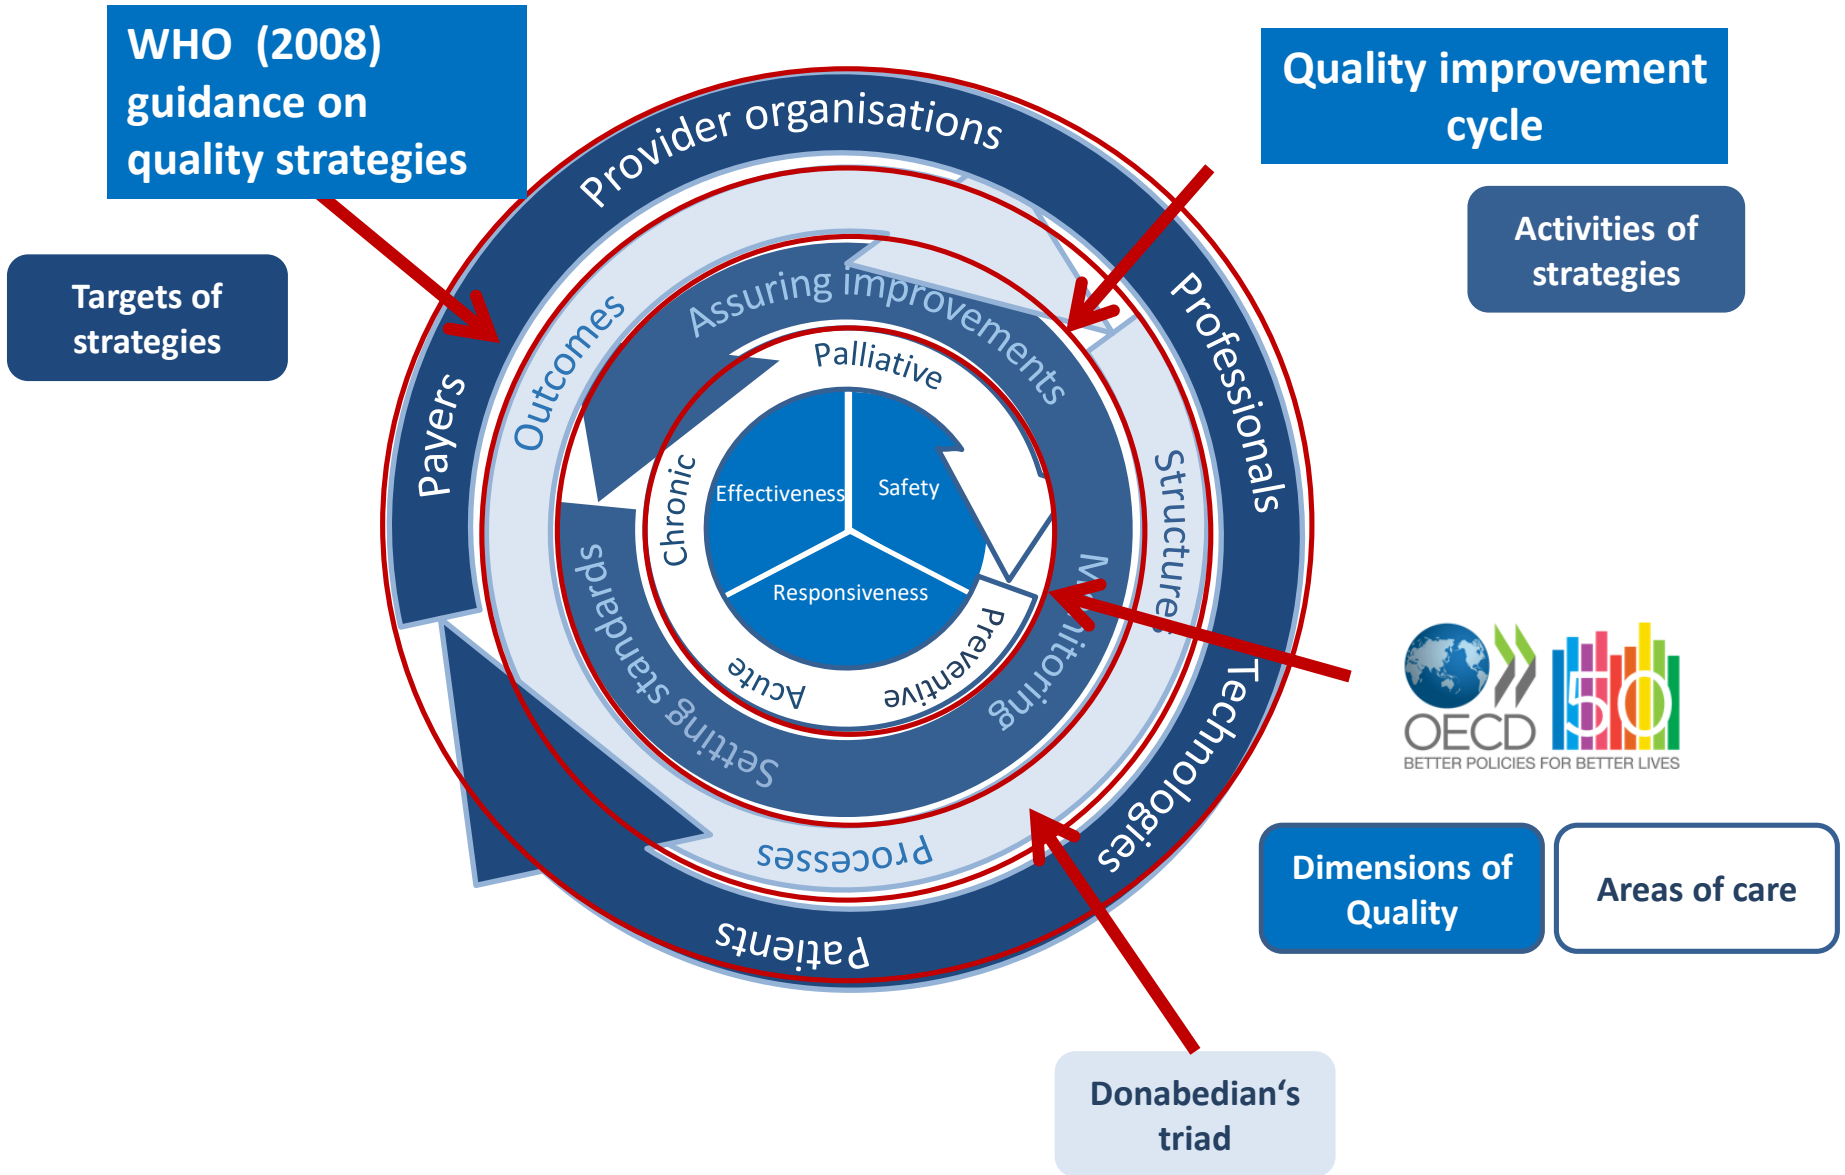 WHO (2008)
guidance on
quality strategies
Quality improvement
cycle
Activities of
strategies
Targets of
strategies
Provider organisations
Professionals
Technologies
Patients
Payers
Outcomes
Structures
Processes
Assuring improvements
Monitoring
Setting standards
Palliative
Chronic
Acute
Preventive
Effectiveness
Safety
Responsiveness
50
OECD
BETTER POLICIES FOR BETTER LIVES
Dimensions of
Quality
Areas of care
Donabedian‘s
triad